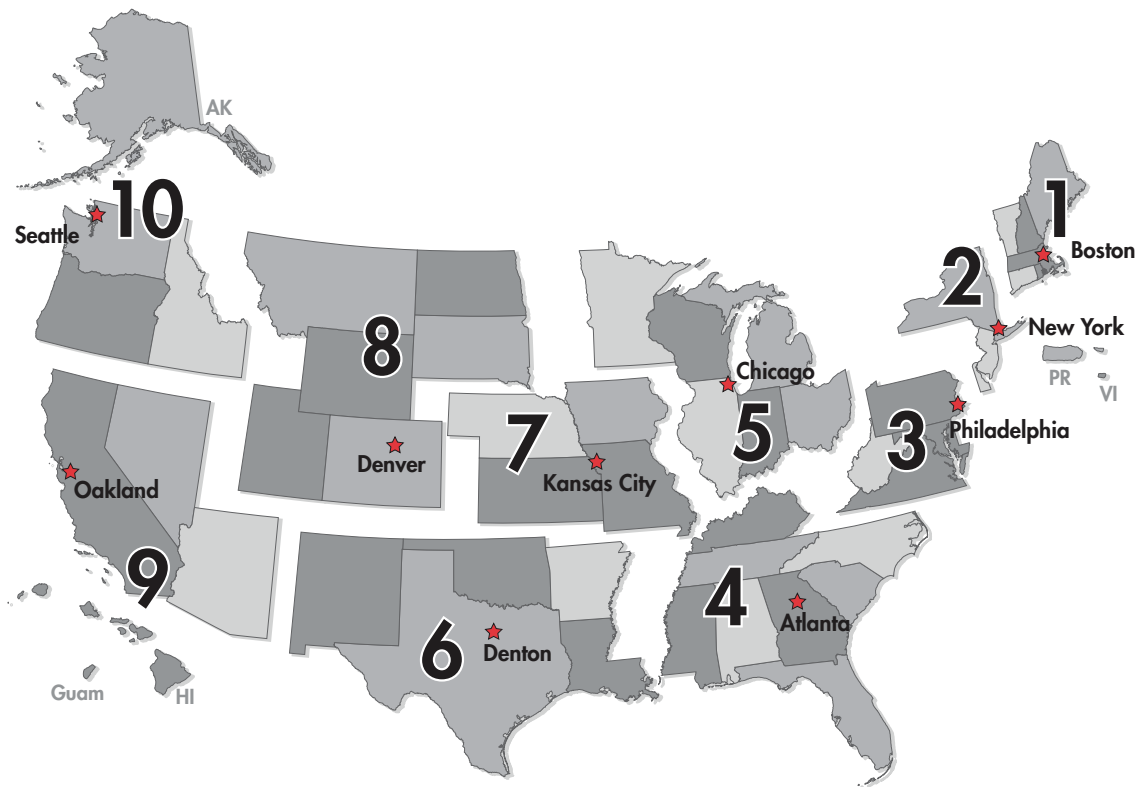 AK
10
1
Seattle
Boston
2
8
New York
Chicago
PR
VI
7
5
3
Philadelphia
Denver
Kansas City
Oakland
9
4
6
Atlanta
Denton
Guam
HI